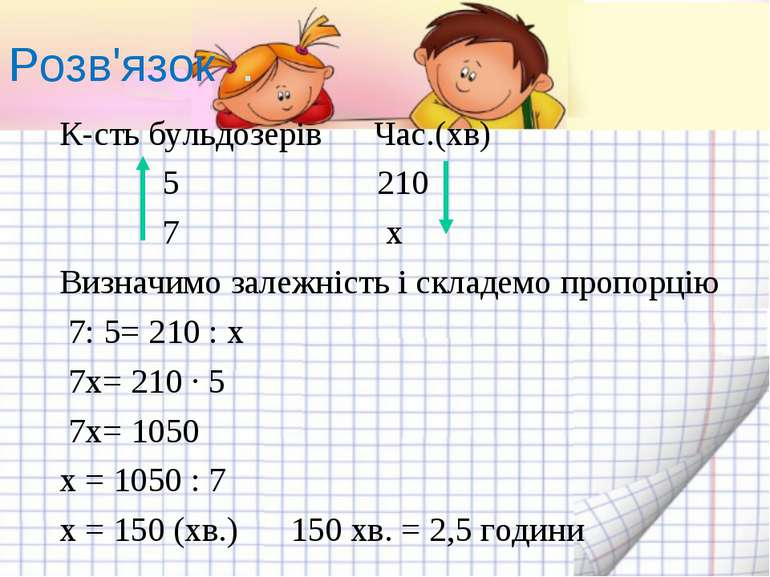 Розв'язок .
К-сть бульдозерів Час.(хв)
5 210
7 х
Визначимо залежність і складемо пропорцію
7: 5= 210 : х
7х= 210 · 5
7х= 1050
х = 1050 : 7
х = 150 (хв.) 150 хв. = 2,5 години